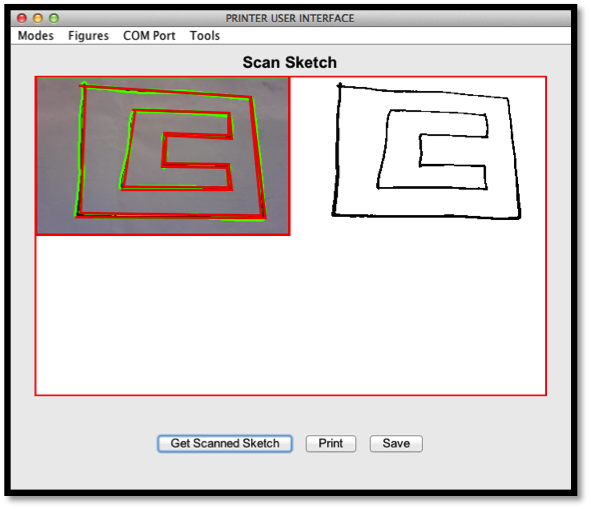 PRINTER USER INTERFACE
Modes Figures COM Port Tools
Scan Sketch
Get Scanned Sketch Print Save